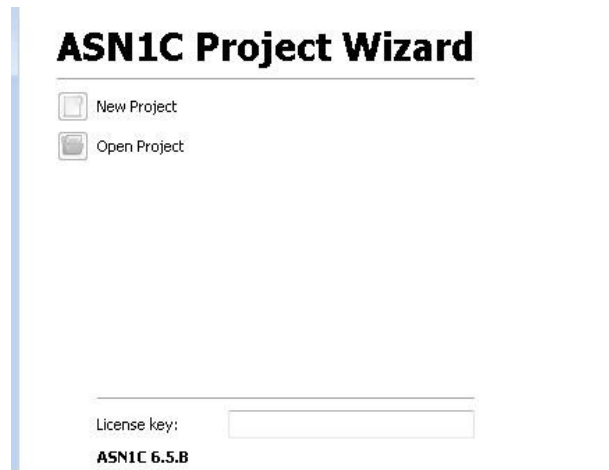 ASN1C Project Wizard
New Project
Open Project
License key:
ASN1C 6.5.B